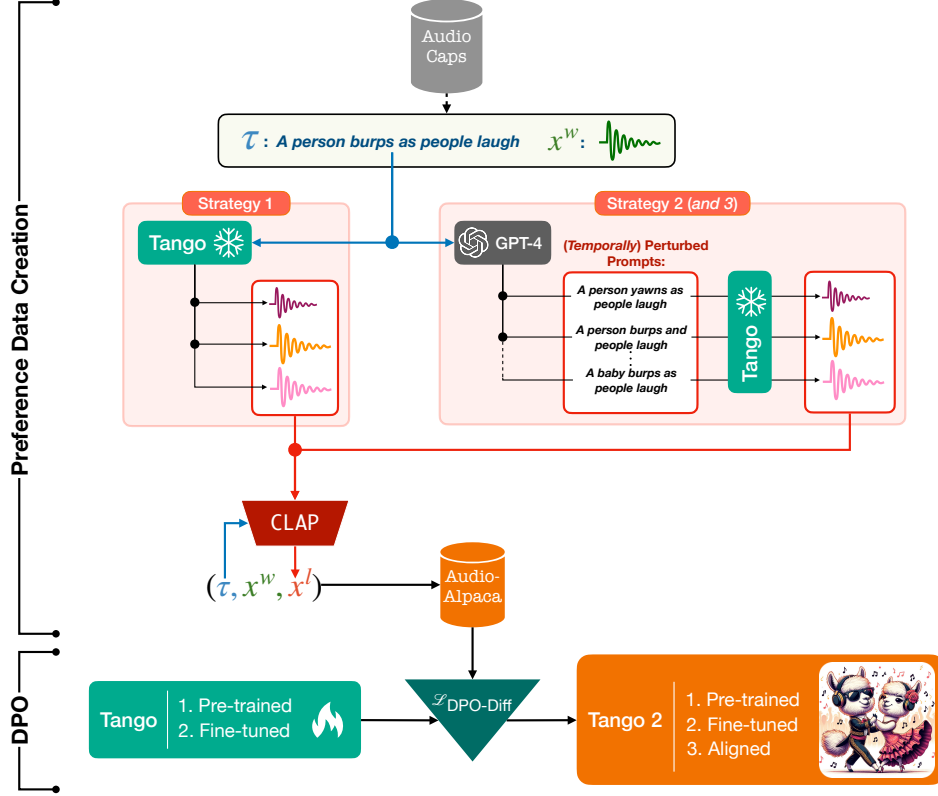 Audio
Caps
τ : A person burps as people laugh x^w :
Strategy 1
Strategy 2 (and 3)
Tango
GPT-4
(Temporally) Perturbed
Prompts:
A person yawns as
people laugh
A person burps and
people laugh
⋮
A baby burps as
people laugh
Tango
Preference Data Creation
CLAP
(τ, x^w, x^l)
Audio-
Alpaca
DPO
Tango
1. Pre-trained
2. Fine-tuned
ℒ DPO-Diff
Tango 2
1. Pre-trained
2. Fine-tuned
3. Aligned